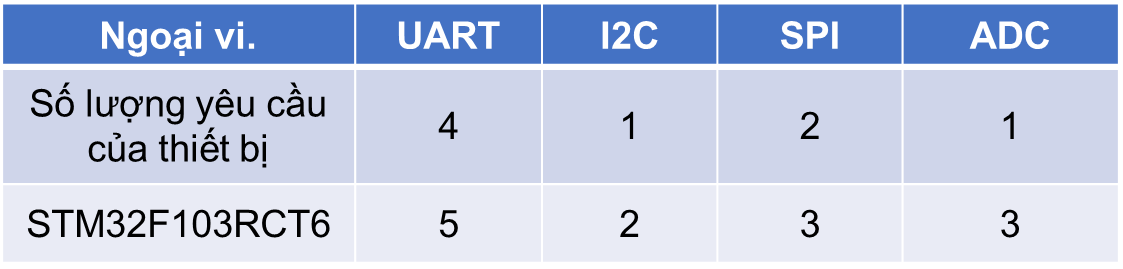 Ngoại vi. UART I2C SPI ADC
Số lượng yêu cầu
của thiết bị 4 1 2 1
STM32F103RCT6 5 2 3 3